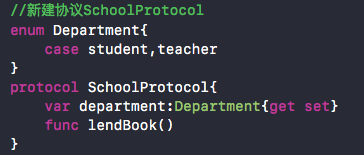 //新建协议SchoolProtocol
enum Department{
    case student,teacher
}
protocol SchoolProtocol{
    var department:Department{get set}
    func lendBook()
}